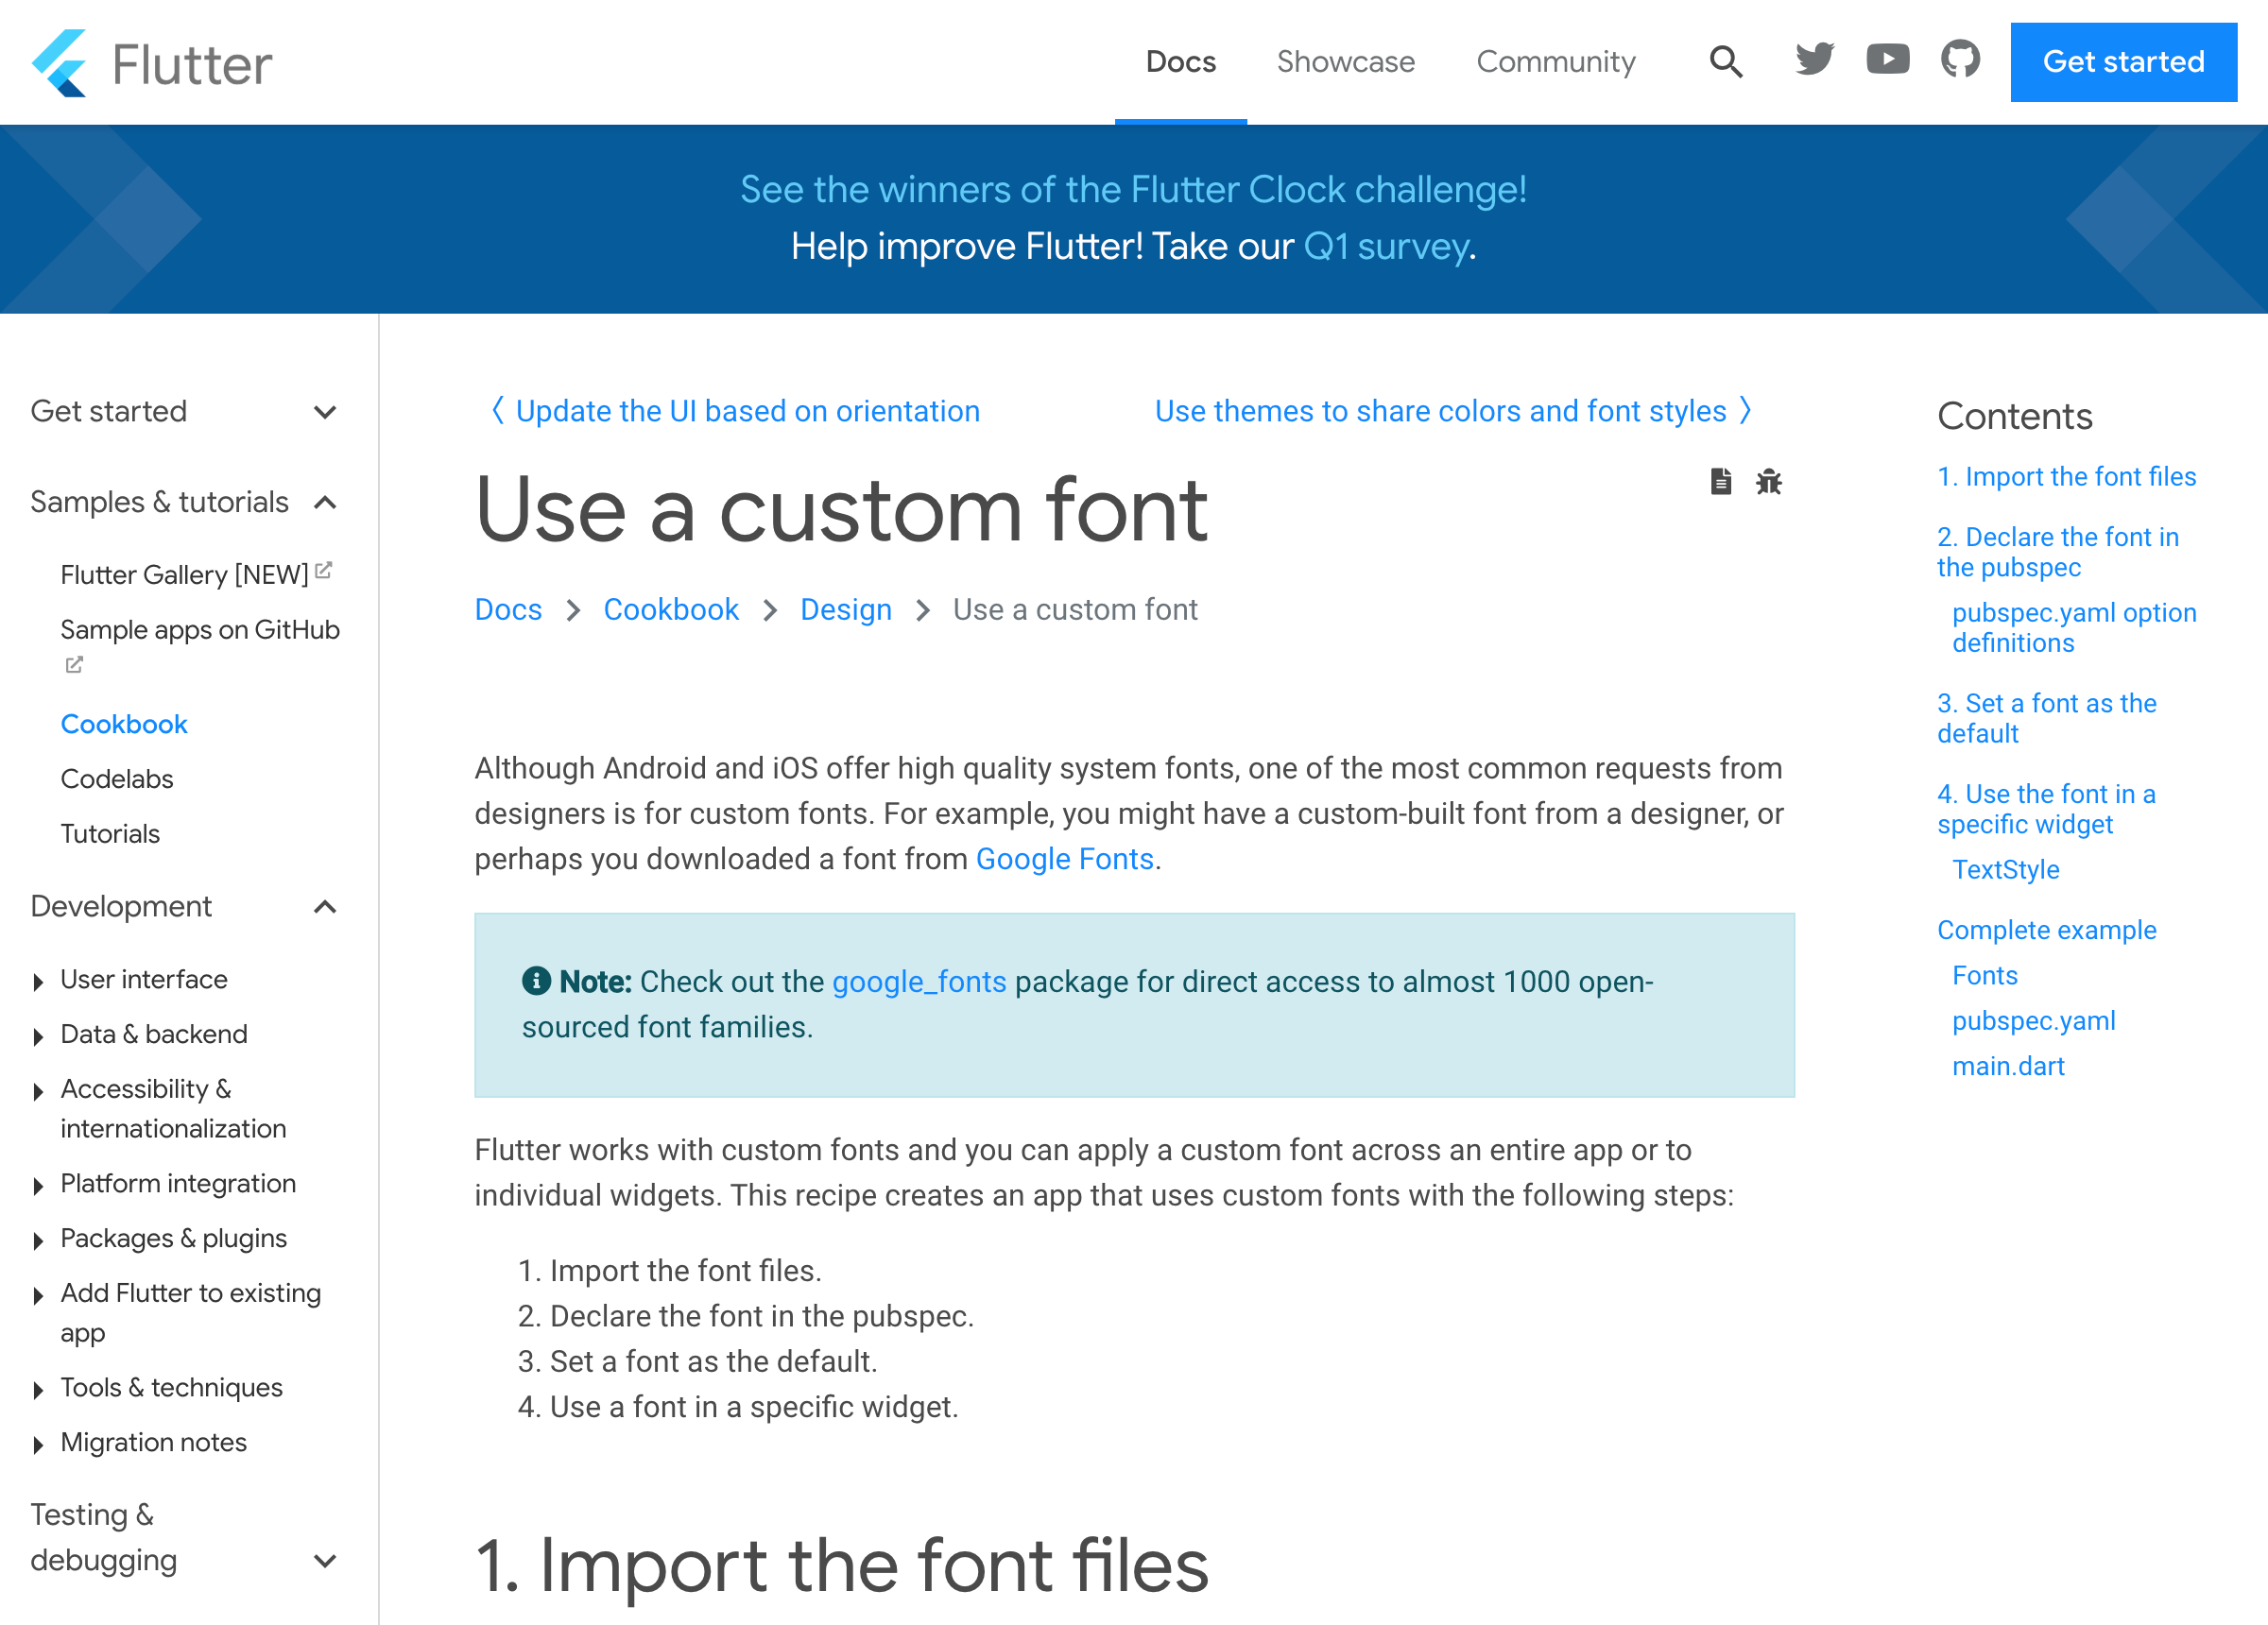 Flutter
Docs
Showcase
Community
Get started
See the winners of the Flutter Clock challenge!
Help improve Flutter! Take our Q1 survey.
Get started
Samples & tutorials
Flutter Gallery [NEW]
Sample apps on GitHub
Cookbook
Codelabs
Tutorials
Development
User interface
Data & backend
Accessibility &
internationalization
Platform integration
Packages & plugins
Add Flutter to existing
app
Tools & techniques
Migration notes
Testing &
debugging
Update the UI based on orientation
Use themes to share colors and font styles
Use a custom font
Docs
Cookbook
Design
Use a custom font
Although Android and iOS offer high quality system fonts, one of the most common requests from
designers is for custom fonts. For example, you might have a custom-built font from a designer, or
perhaps you downloaded a font from Google Fonts.
Note: Check out the google_fonts package for direct access to almost 1000 open-
sourced font families.
Flutter works with custom fonts and you can apply a custom font across an entire app or to
individual widgets. This recipe creates an app that uses custom fonts with the following steps:
1. Import the font files.
2. Declare the font in the pubspec.
3. Set a font as the default.
4. Use a font in a specific widget.
1. Import the font files
Contents
1. Import the font files
2. Declare the font in
the pubspec
pubspec.yaml option
definitions
3. Set a font as the
default
4. Use the font in a
specific widget
TextStyle
Complete example
Fonts
pubspec.yaml
main.dart